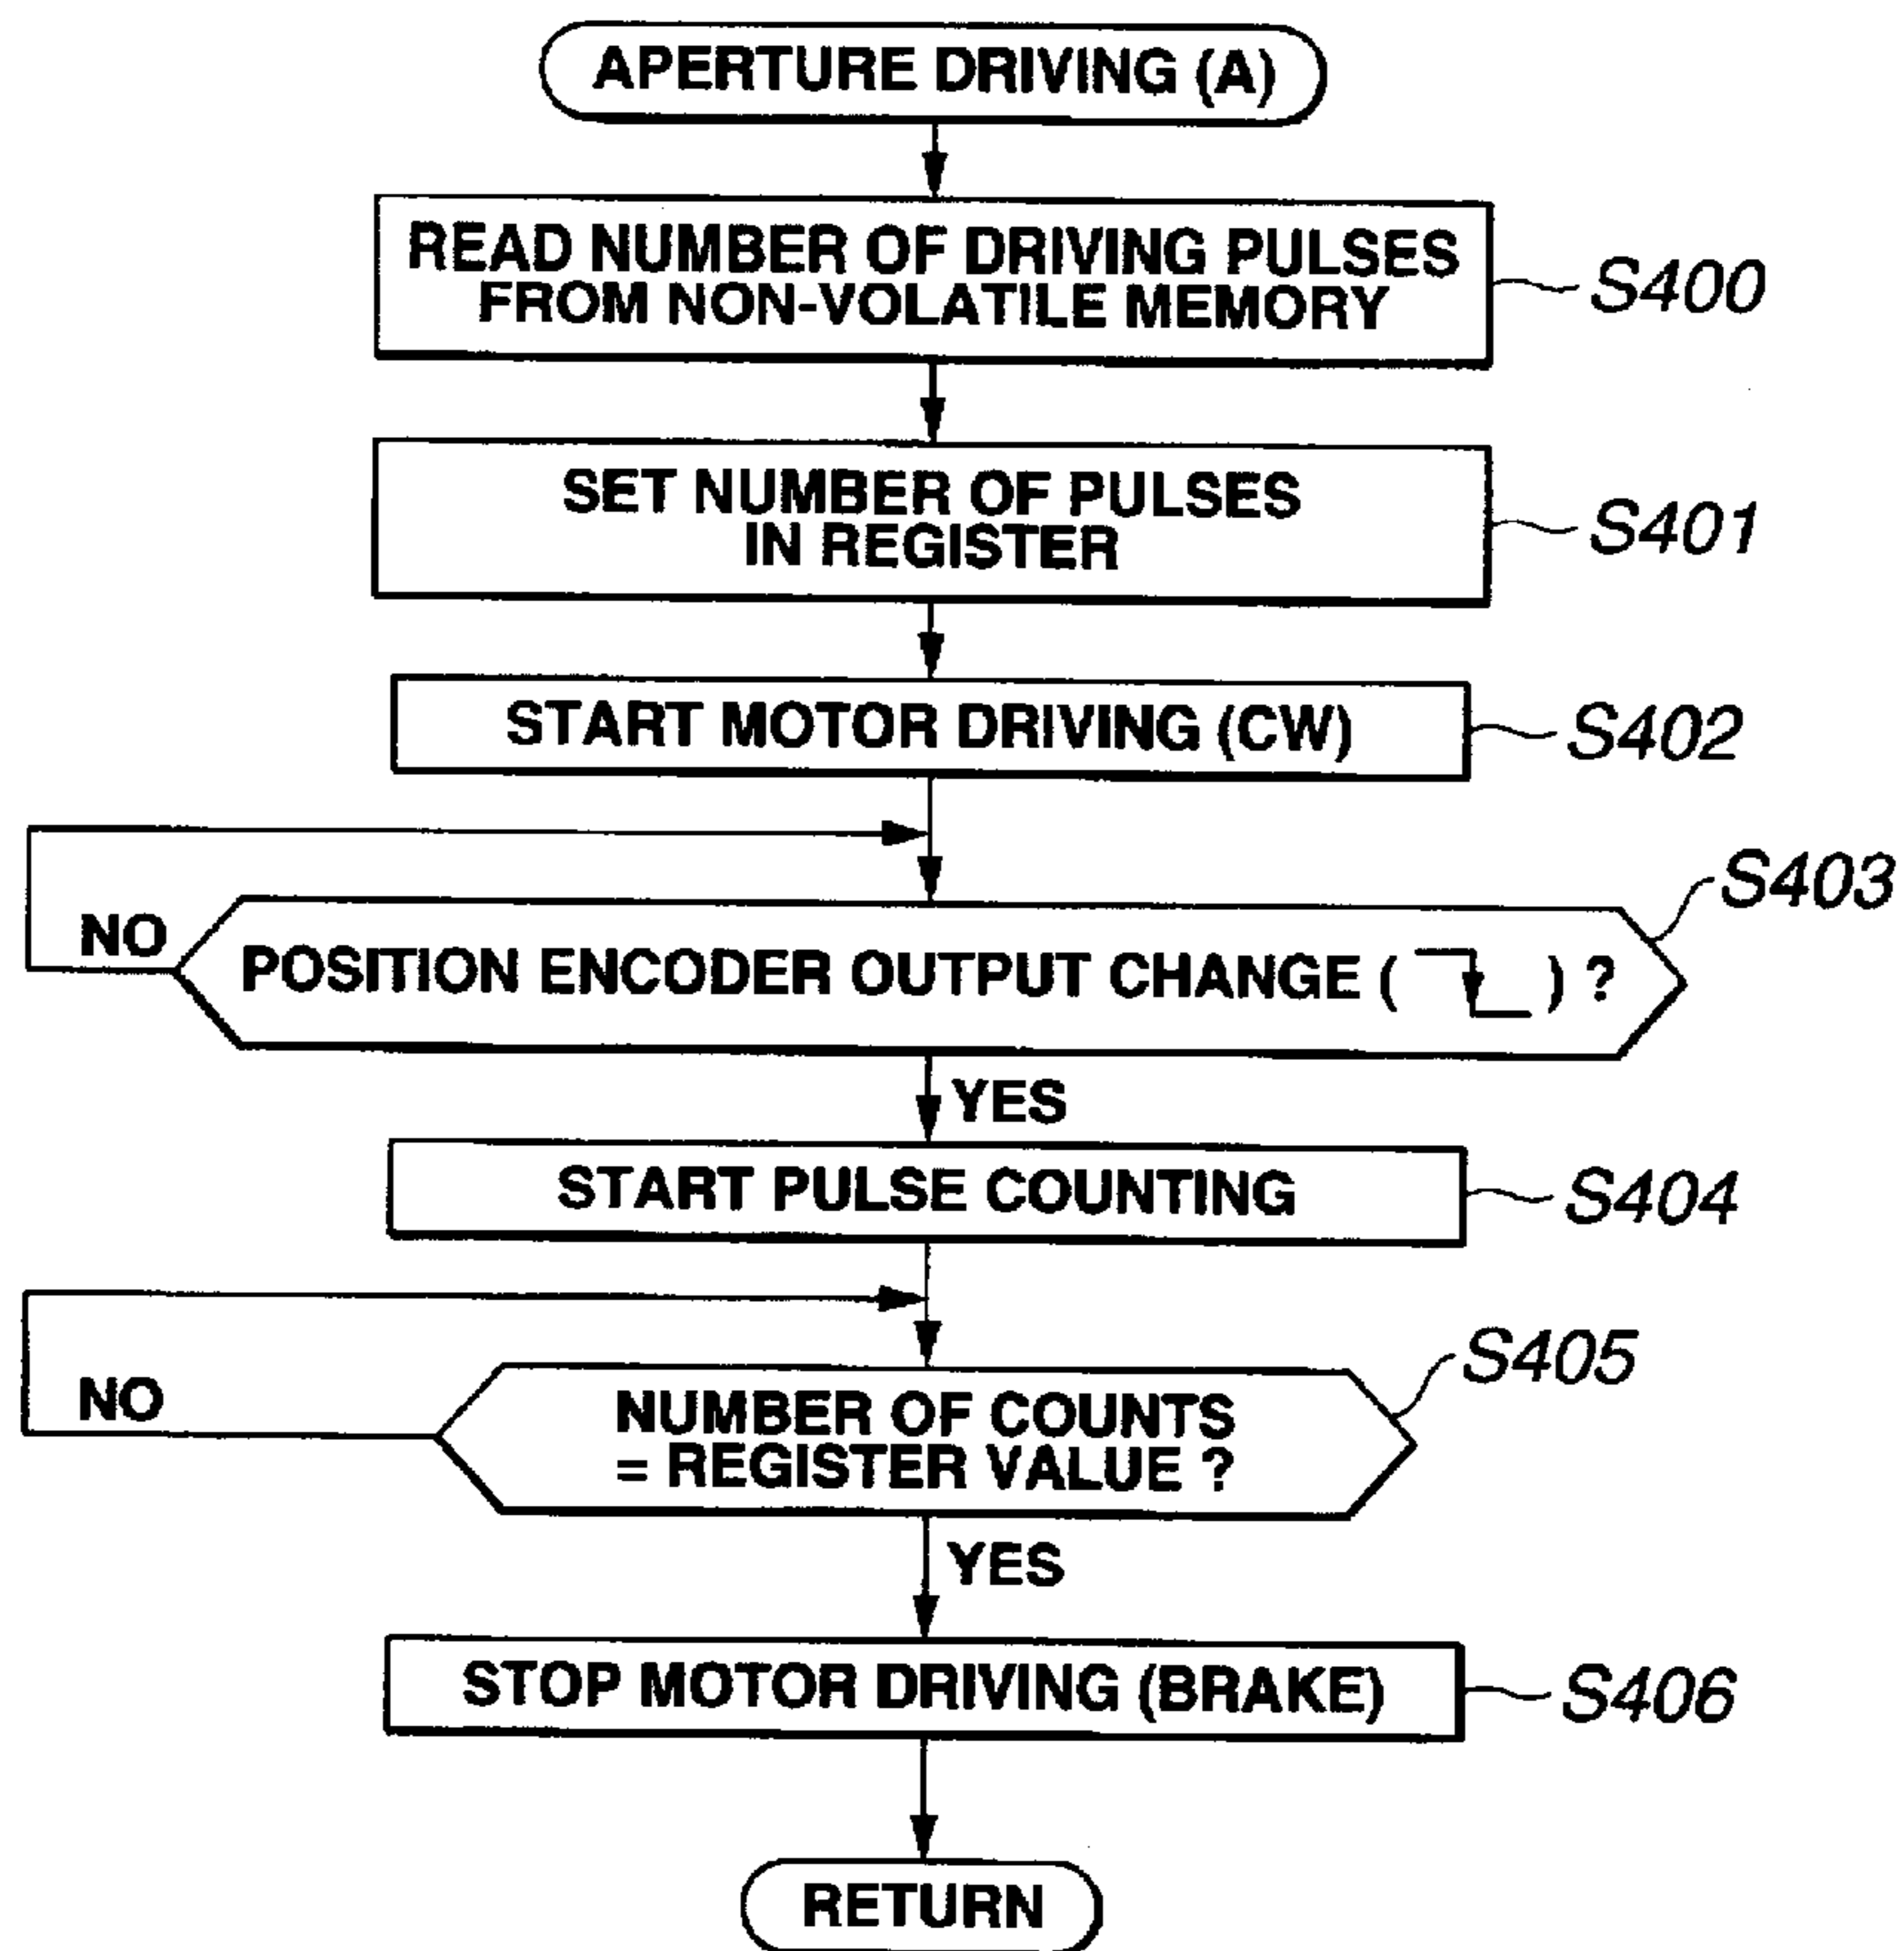 APERTURE DRIVING (A)
READ NUMBER OF DRIVING PULSES
FROM NON-VOLATILE MEMORY
S400
SET NUMBER OF PULSES
IN REGISTER
S401
START MOTOR DRIVING (CW)
S402
S403
NO
POSITION ENCODER OUTPUT CHANGE ( ) ?
YES
START PULSE COUNTING
S404
S405
NO
NUMBER OF COUNTS
= REGISTER VALUE ?
YES
STOP MOTOR DRIVING (BRAKE)
S406
RETURN